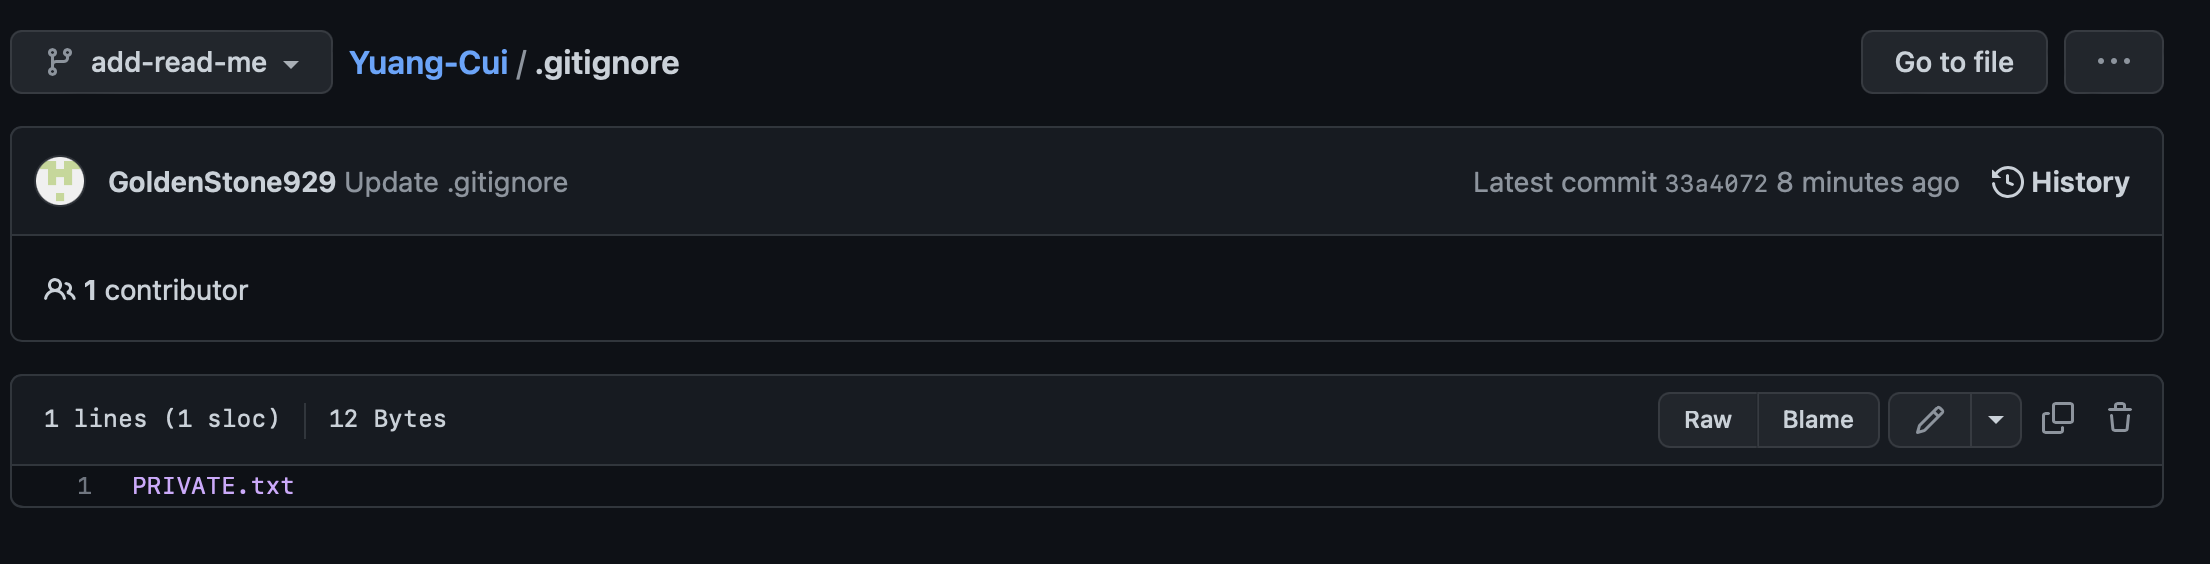 add-read-me Yuang-Cui / .gitignore Go to file ...
GoldenStone929 Update .gitignore Latest commit 33a4072 8 minutes ago History
1 contributor
1 lines (1 sloc) 12 Bytes Raw Blame
1 PRIVATE.txt